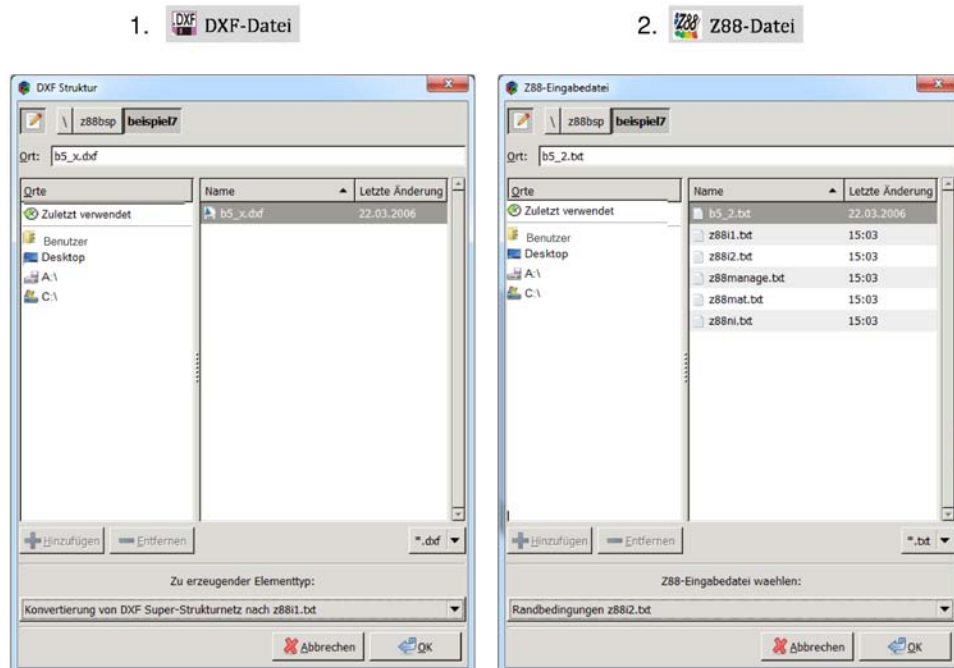 1. DXF DXF-Datei
2. Z88 Z88-Datei
DXF Struktur
\ z88bsp beispiel7
Ort: b5_x.dxf
Orte
Zuletzt verwendet
Benutzer
Desktop
A:\
C:\
Name Letzte Änderung
b5_x.dxf 22.03.2006
Hinzufügen Entfernen *.dxf
Zu erzeugender Elementtyp:
Konvertierung von DXF Super-Strukturnetz nach z88i1.txt
Abbrechen OK
Z88-Eingabedatei
\ z88bsp beispiel7
Ort: b5_2.txt
Orte
Zuletzt verwendet
Benutzer
Desktop
A:\
C:\
Name Letzte Änderung
b5_2.txt 22.03.2006
z88i1.txt 15:03
z88i2.txt 15:03
z88manage.txt 15:03
z88mat.txt 15:03
z88ni.txt 15:03
Hinzufügen Entfernen *.txt
Z88-Eingabedatei waehlen:
Randbedingungen z88i2.txt
Abbrechen OK